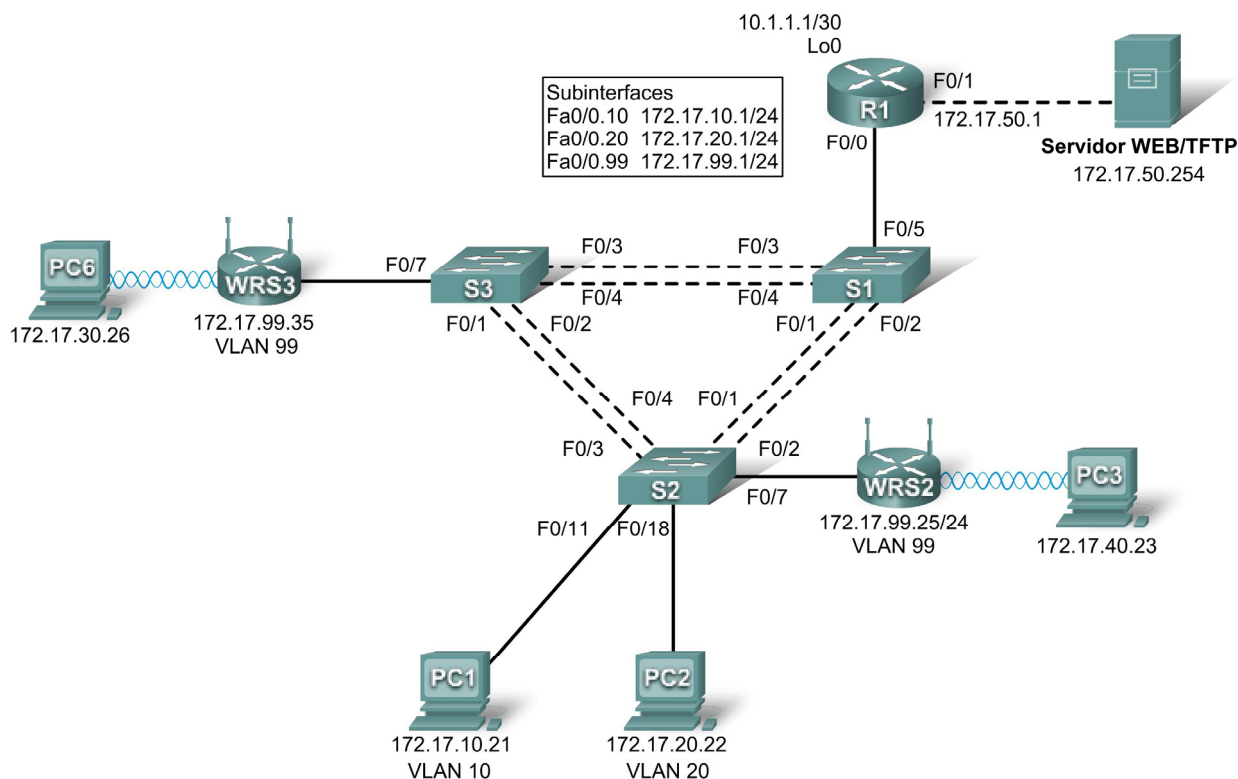 10.1.1.1/30
Lo0
Subinterfaces
Fa0/0.10 172.17.10.1/24
Fa0/0.20 172.17.20.1/24
Fa0/0.99 172.17.99.1/24
R1
F0/1
172.17.50.1
F0/0
Servidor WEB/TFTP
172.17.50.254
F0/5
PC6
172.17.30.26
WRS3
172.17.99.35
VLAN 99
F0/7
S3
F0/3
F0/3
F0/4
F0/4
S1
F0/1
F0/2
F0/1
F0/2
F0/4
F0/1
F0/3
F0/2
S2
F0/7
WRS2
172.17.99.25/24
VLAN 99
PC3
172.17.40.23
F0/11
F0/18
PC1
172.17.10.21
VLAN 10
PC2
172.17.20.22
VLAN 20